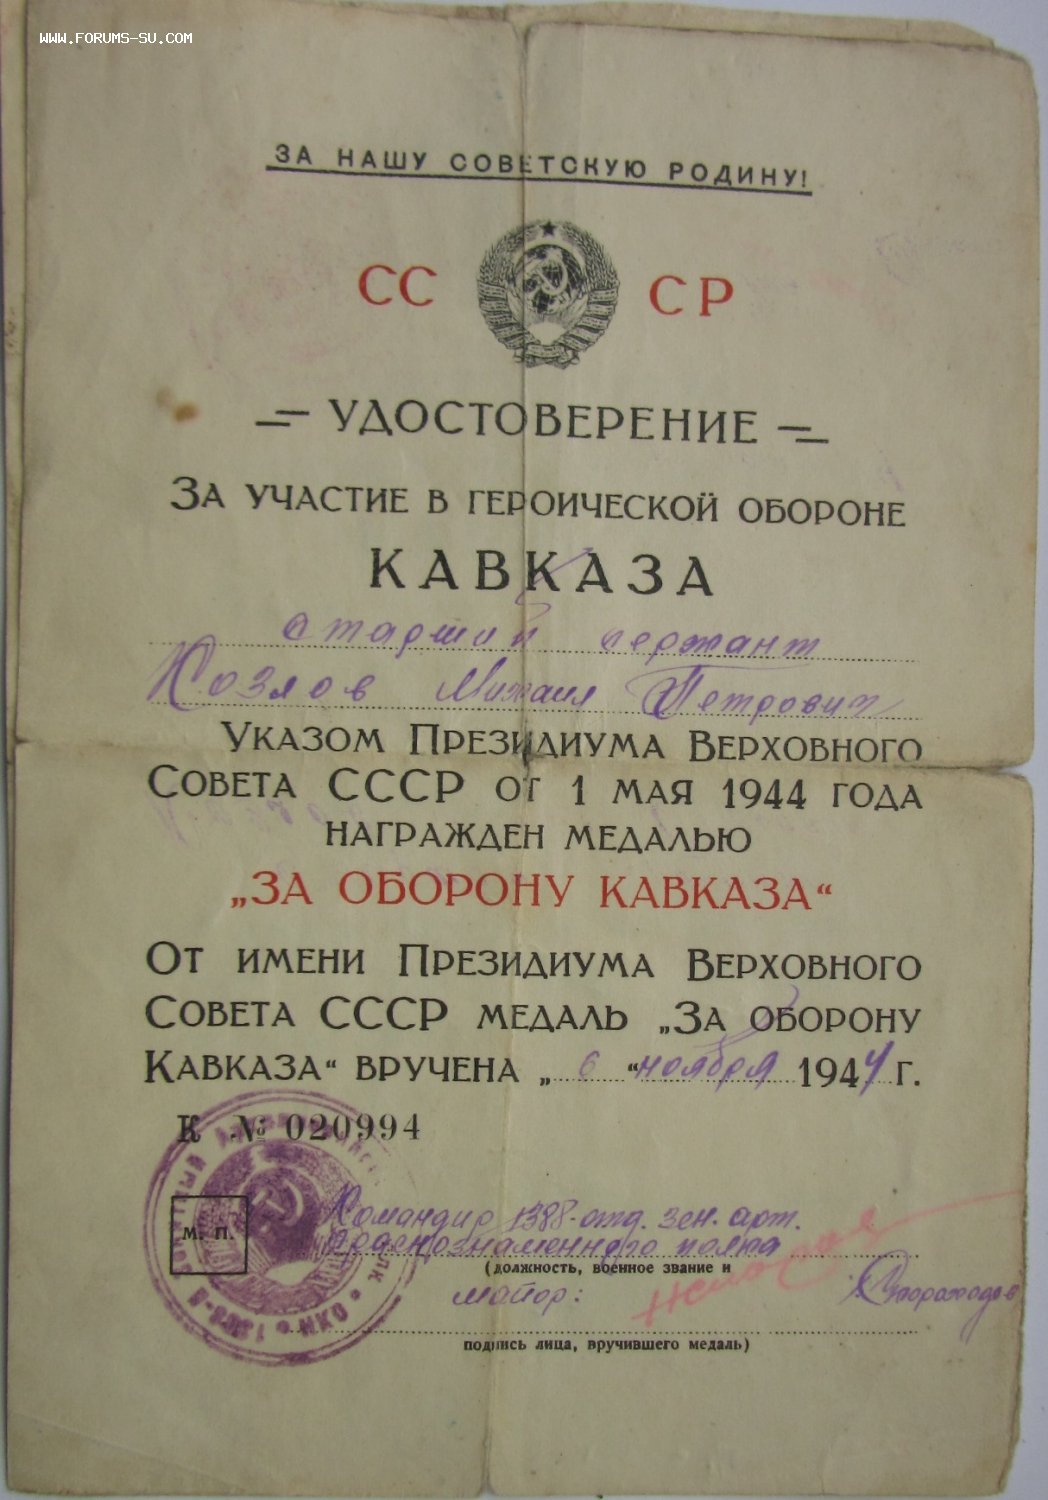 WWW.FORUMS-SU.COM
ЗА НАШУ СОВЕТСКУЮ РОДИНУ!
СС СР
УДОСТОВЕРЕНИЕ
ЗА УЧАСТИЕ В ГЕРОИЧЕСКОЙ ОБОРОНЕ
КАВКАЗА
старший сержант
Козлов Михаил Петрович
УКАЗОМ ПРЕЗИДИУМА ВЕРХОВНОГО
СОВЕТА СССР ОТ 1 МАЯ 1944 ГОДА
НАГРАЖДЕН МЕДАЛЬЮ
„ЗА ОБОРОНУ КАВКАЗА“
ОТ ИМЕНИ ПРЕЗИДИУМА ВЕРХОВНОГО
СОВЕТА СССР МЕДАЛЬ „ЗА ОБОРОНУ
КАВКАЗА“ ВРУЧЕНА „ 6 “ ноября 1944 Г.
К № 020994
М. П.
Командир 1388-отд. зен. арт.
краснознаменного полка
(должность, военное звание и
майор:
подпись лица, вручившего медаль)